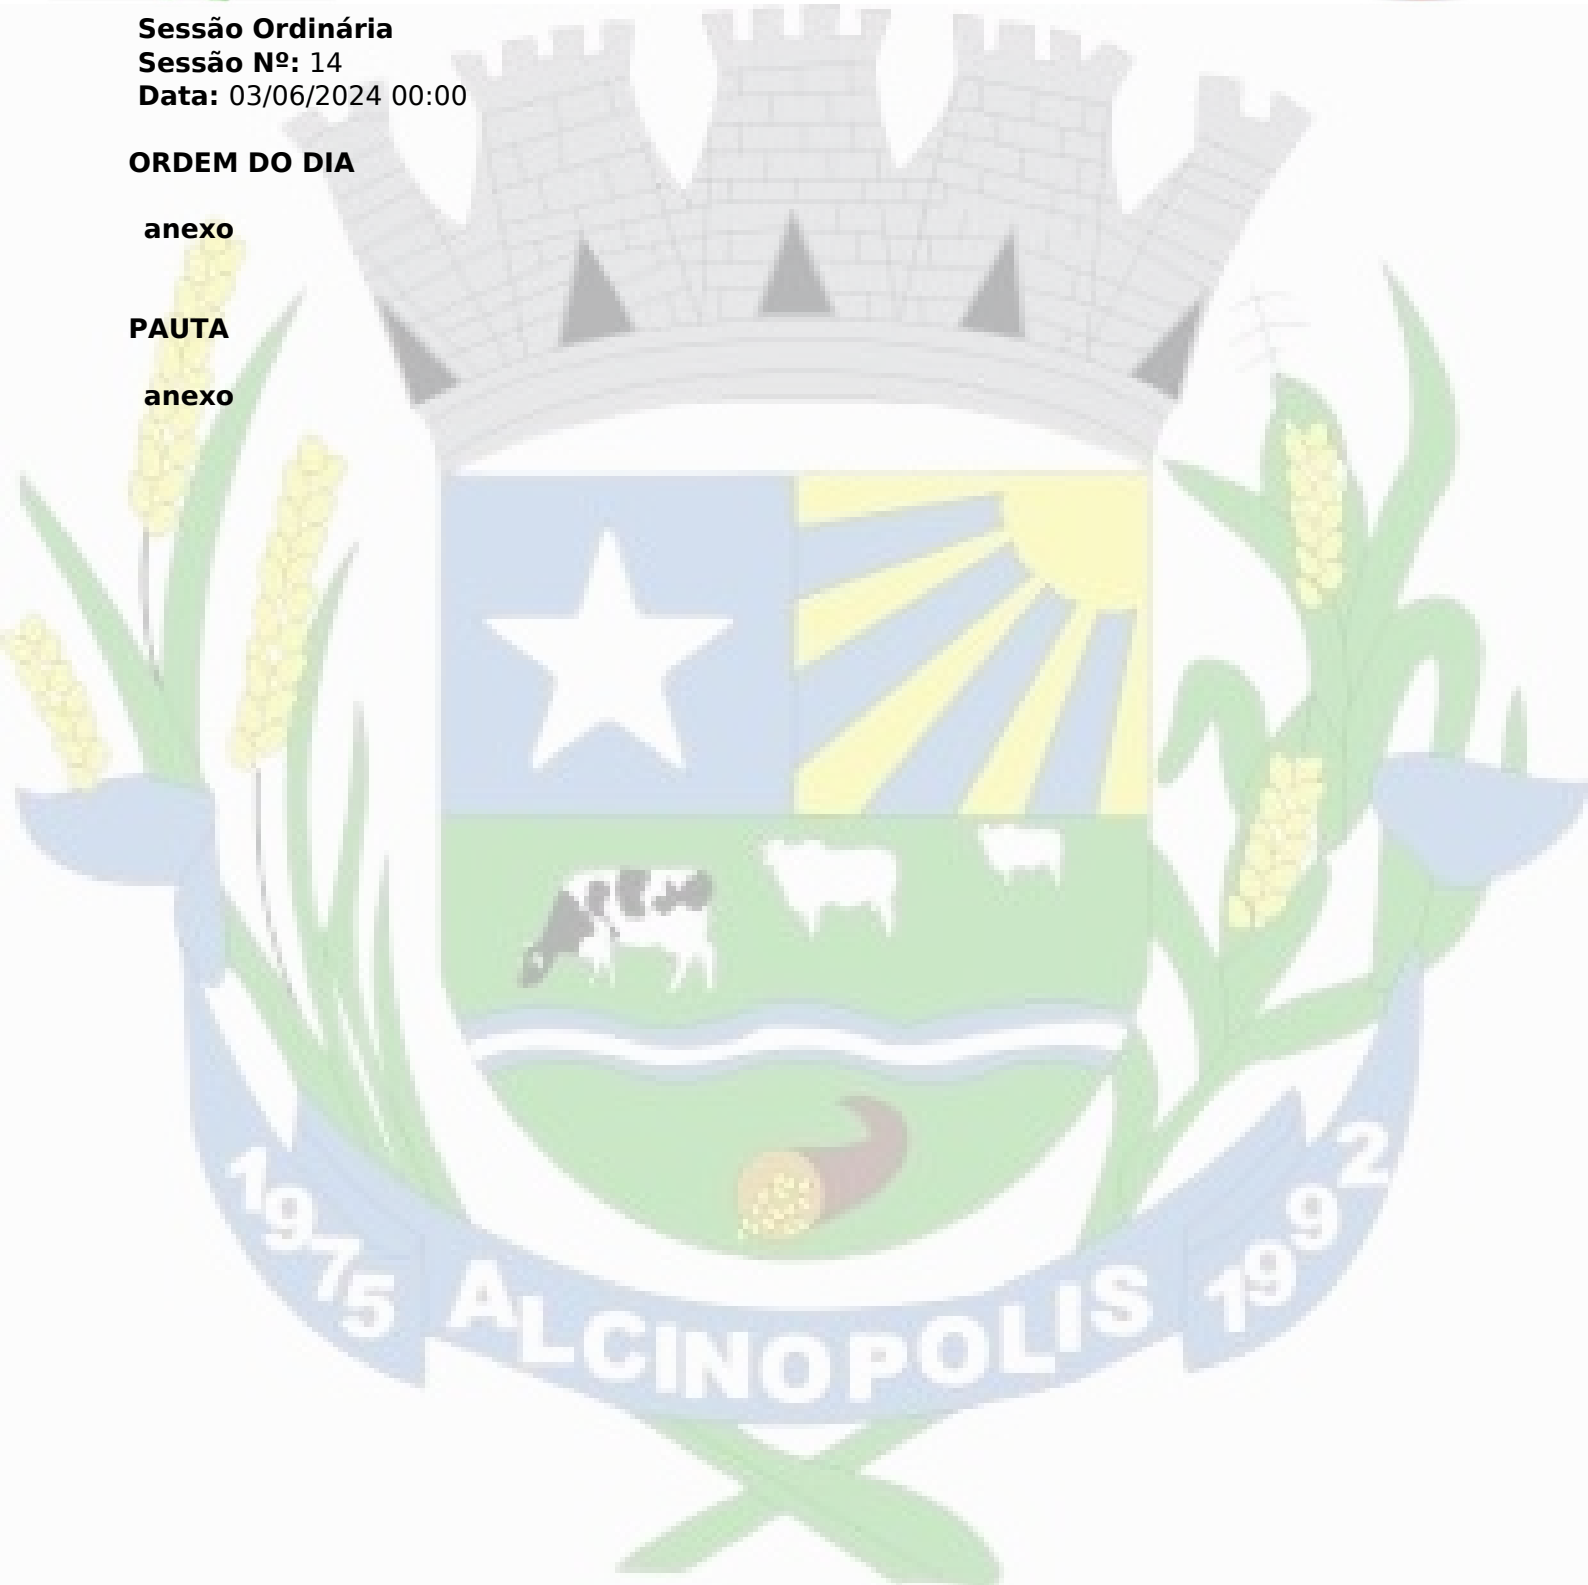 Sessão Ordinária
Sessão Nº: 14
Data: 03/06/2024 00:00
ORDEM DO DIA
anexo
PAUTA
anexo
1975 ALCINOPOLIS 1992